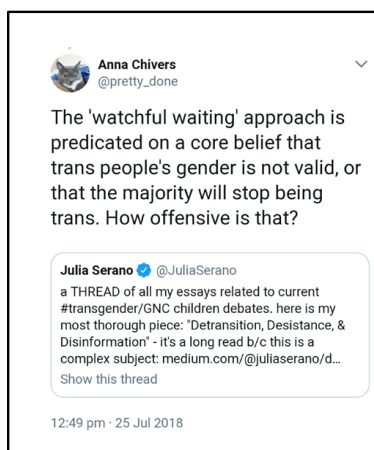 Anna Chivers
@pretty_done
The 'watchful waiting' approach is
predicated on a core belief that
trans people's gender is not valid, or
that the majority will stop being
trans. How offensive is that?
Julia Serano @JuliaSerano
a THREAD of all my essays related to current
#transgender/GNC children debates. here is my
most thorough piece: "Detransition, Desistance, &
Disinformation" - it's a long read b/c this is a
complex subject: medium.com/@juliaserano/d...
Show this thread
12:49 pm · 25 Jul 2018